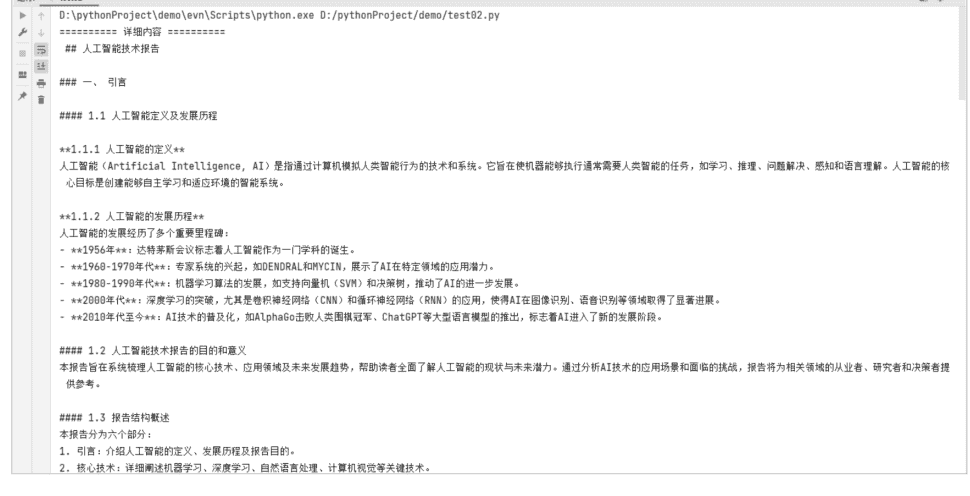 D:\pythonProject\demo\evn\Scripts\python.exe D:/pythonProject/demo/test02.py
========== 详细内容 ==========
## 人工智能技术报告
### 一、 引言
#### 1.1 人工智能定义及发展历程
**1.1.1 人工智能的定义**
人工智能（Artificial Intelligence, AI）是指通过计算机模拟人类智能行为的技术和系统。它旨在使机器能够执行通常需要人类智能的任务，如学习、推理、问题解决、感知和语言理解。人工智能的核
心目标是创建能够自主学习和适应环境的智能系统。
**1.1.2 人工智能的发展历程**
人工智能的发展经历了多个重要里程碑：
- **1956年**：达特茅斯会议标志着人工智能作为一门学科的诞生。
- **1960-1970年代**：专家系统的兴起，如DENDRAL和MYCIN，展示了AI在特定领域的应用潜力。
- **1980-1990年代**：机器学习算法的发展，如支持向量机（SVM）和决策树，推动了AI的进一步发展。
- **2000年代**：深度学习的突破，尤其是卷积神经网络（CNN）和循环神经网络（RNN）的应用，使得AI在图像识别、语音识别等领域取得了显著进展。
- **2010年代至今**：AI技术的普及化，如AlphaGo击败人类围棋冠军、ChatGPT等大型语言模型的推出，标志着AI进入了新的发展阶段。
#### 1.2 人工智能技术报告的目的和意义
本报告旨在系统梳理人工智能的核心技术、应用领域及未来发展趋势，帮助读者全面了解人工智能的现状与未来潜力。通过分析AI技术的应用场景和面临的挑战，报告将为相关领域的从业者、研究者和决策者提
供参考。
#### 1.3 报告结构概述
本报告分为六个部分：
1. 引言：介绍人工智能的定义、发展历程及报告目的。
2. 核心技术：详细阐述机器学习、深度学习、自然语言处理、计算机视觉等关键技术。